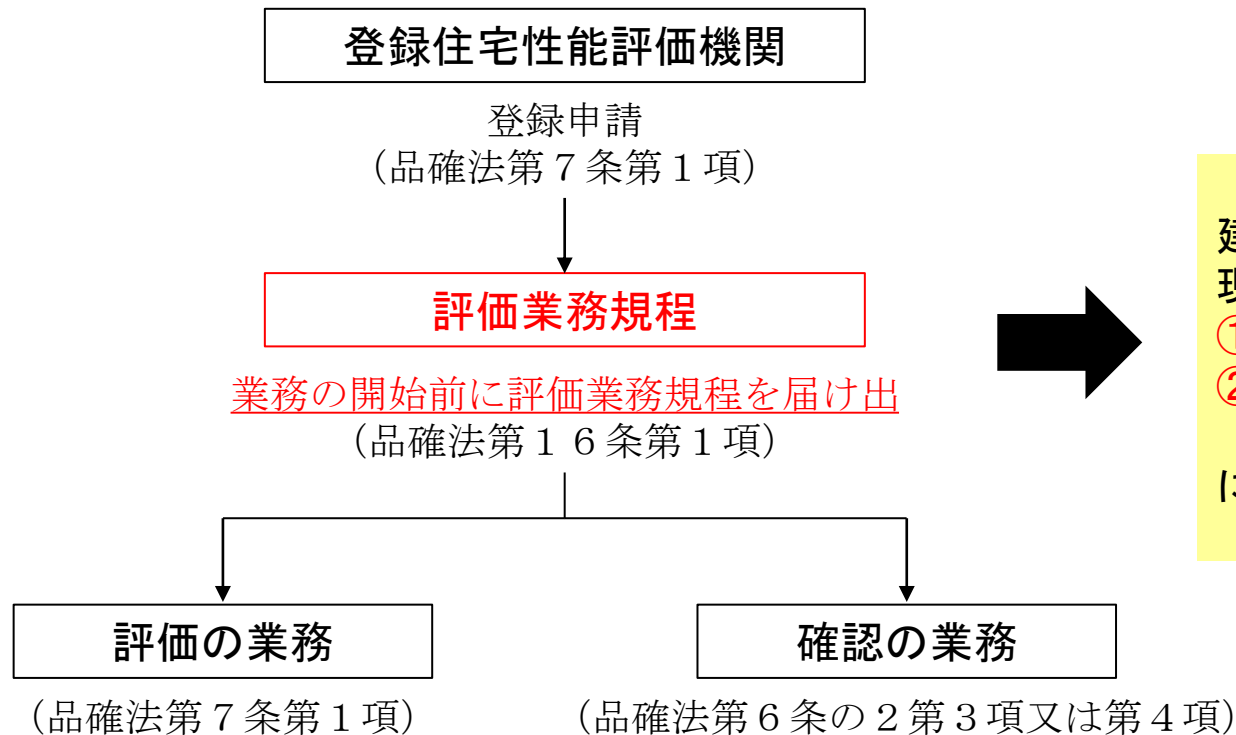 登録住宅性能評価機関
登録申請
(品確法第７条第１項)
評価業務規程
業務の開始前に評価業務規程を届け出
(品確法第１６条第１項)
評価の業務
(品確法第７条第１項)
確認の業務
(品確法第６条の２第３項又は第４項)
①
②
に